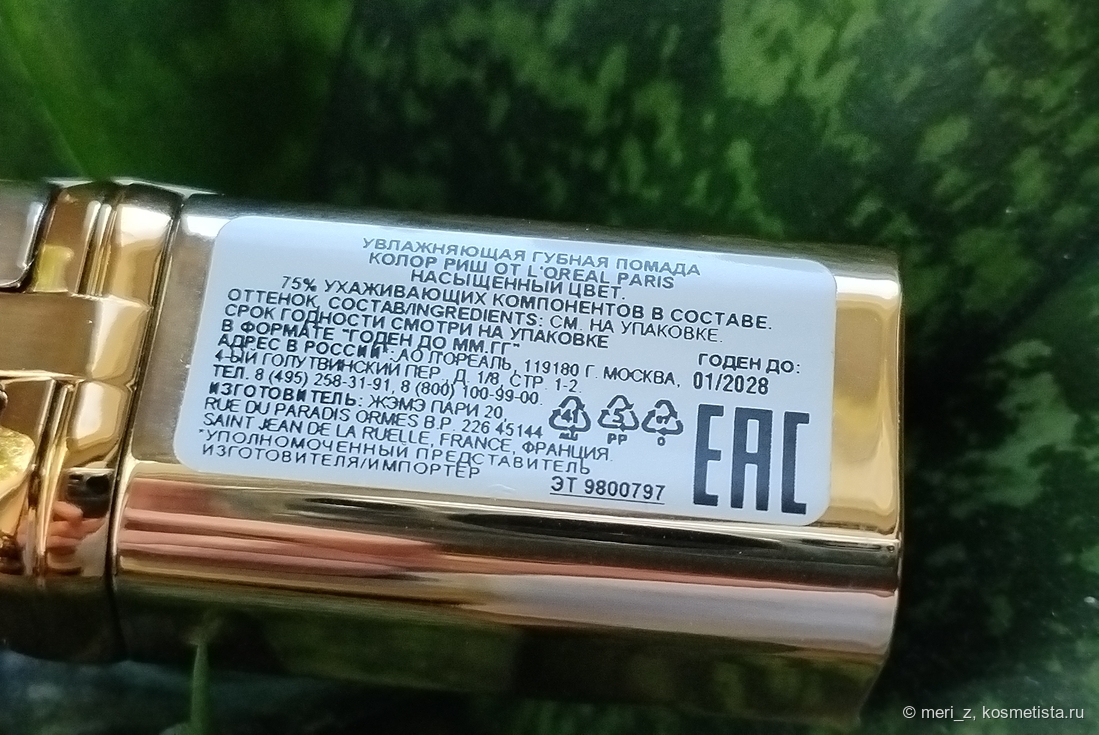 УВЛАЖНЯЮЩАЯ ГУБНАЯ ПОМАДА
КОЛОР РИШ ОТ L'OREAL PARIS
НАСЫЩЕННЫЙ ЦВЕТ.
75% УХАЖИВАЮЩИХ КОМПОНЕНТОВ В СОСТАВЕ.
ОТТЕНОК, СОСТАВ/INGREDIENTS: СМ. НА УПАКОВКЕ.
СРОК ГОДНОСТИ СМОТРИ НА УПАКОВКЕ
В ФОРМАТЕ "ГОДЕН ДО ММ.ГГ"
АДРЕС В РОССИИ*: АО Л'ОРЕАЛЬ, 119180 Г. МОСКВА,
4-ЫЙ ГОЛУТВИНСКИЙ ПЕР. Д. 1/8, СТР. 1-2.
ТЕЛ. 8 (495) 258-31-91, 8 (800) 100-99-00.
ИЗГОТОВИТЕЛЬ: ЖЭМЭ ПАРИ 20,
RUE DU PARADIS ORMES B.P. 226 45144
SAINT JEAN DE LA RUELLE, FRANCE, ФРАНЦИЯ.
*УПОЛНОМОЧЕННЫЙ ПРЕДСТАВИТЕЛЬ
ИЗГОТОВИТЕЛЯ/ИМПОРТЕР
ГОДЕН ДО:
01/2028
41
5
PP
EAC
ЭТ 9800797
© meri_z, kosmetista.ru